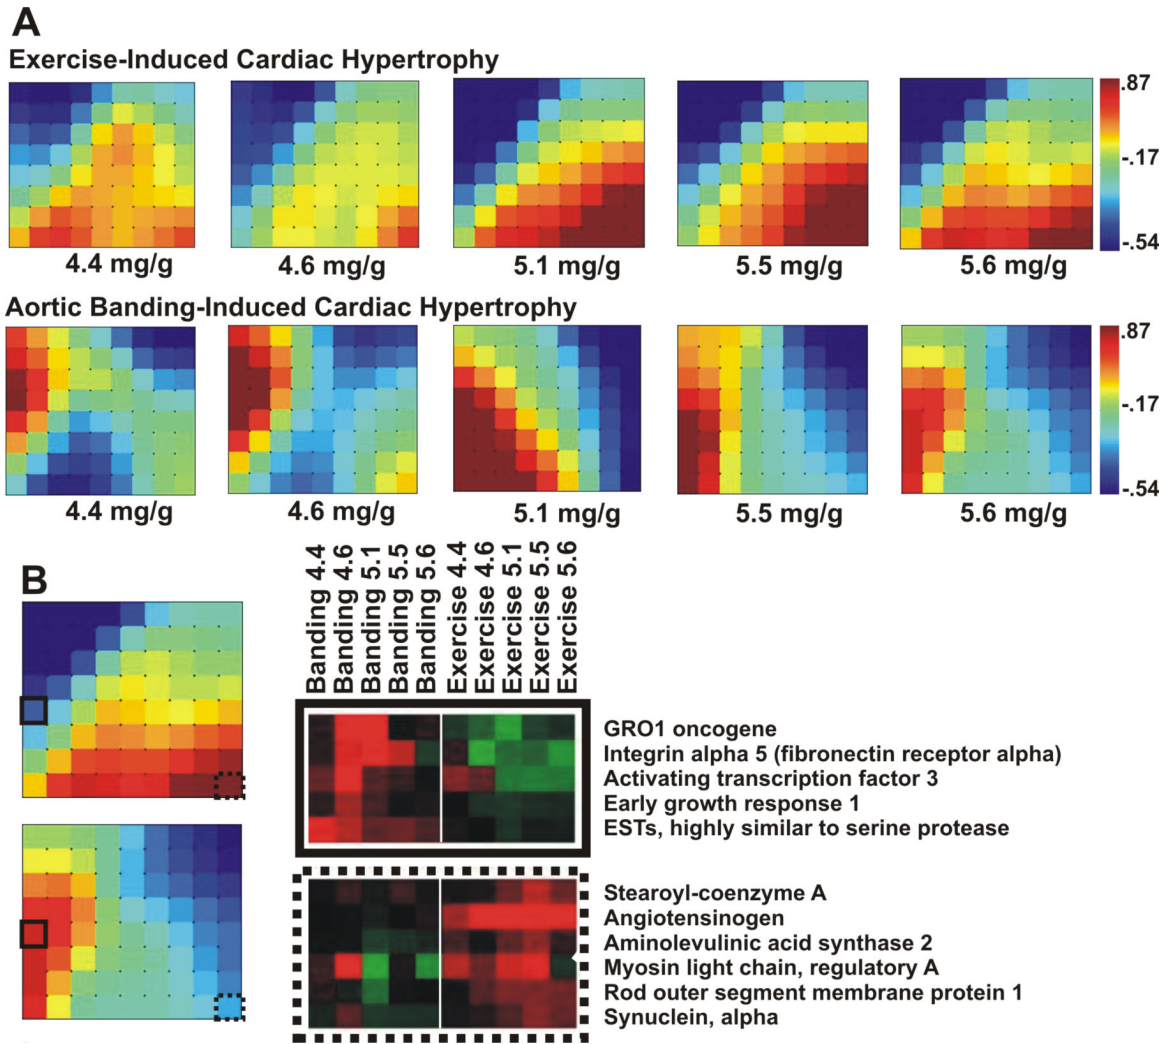 A
Exercise-Induced Cardiac Hypertrophy
.87
-.17
-.54
4.4 mg/g 4.6 mg/g 5.1 mg/g 5.5 mg/g 5.6 mg/g
Aortic Banding-Induced Cardiac Hypertrophy
.87
-.17
-.54
4.4 mg/g 4.6 mg/g 5.1 mg/g 5.5 mg/g 5.6 mg/g
B
Banding 4.4
Banding 4.6
Banding 5.1
Banding 5.5
Banding 5.6
Exercise 4.4
Exercise 4.6
Exercise 5.1
Exercise 5.5
Exercise 5.6
GRO1 oncogene
Integrin alpha 5 (fibronectin receptor alpha)
Activating transcription factor 3
Early growth response 1
ESTs, highly similar to serine protease
Stearoyl-coenzyme A
Angiotensinogen
Aminolevulinic acid synthase 2
Myosin light chain, regulatory A
Rod outer segment membrane protein 1
Synuclein, alpha